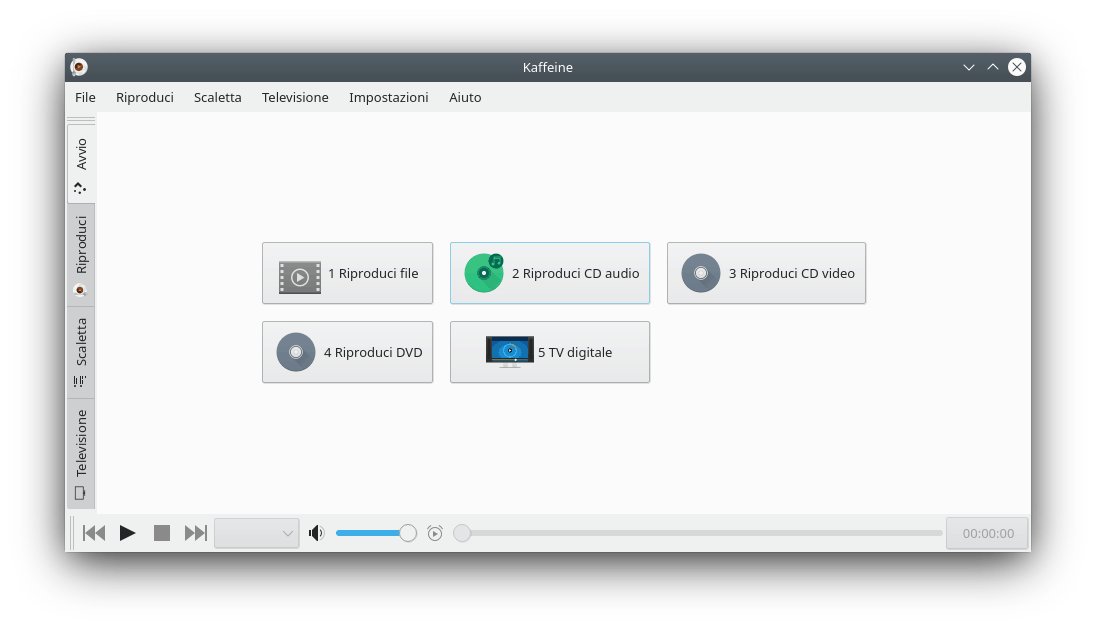 Kaffeine
File Riproduci Scaletta Televisione Impostazioni Aiuto
Avvio
Riproduci
Scaletta
Televisione
1 Riproduci file
2 Riproduci CD audio
3 Riproduci CD video
4 Riproduci DVD
5 TV digitale
00:00:00